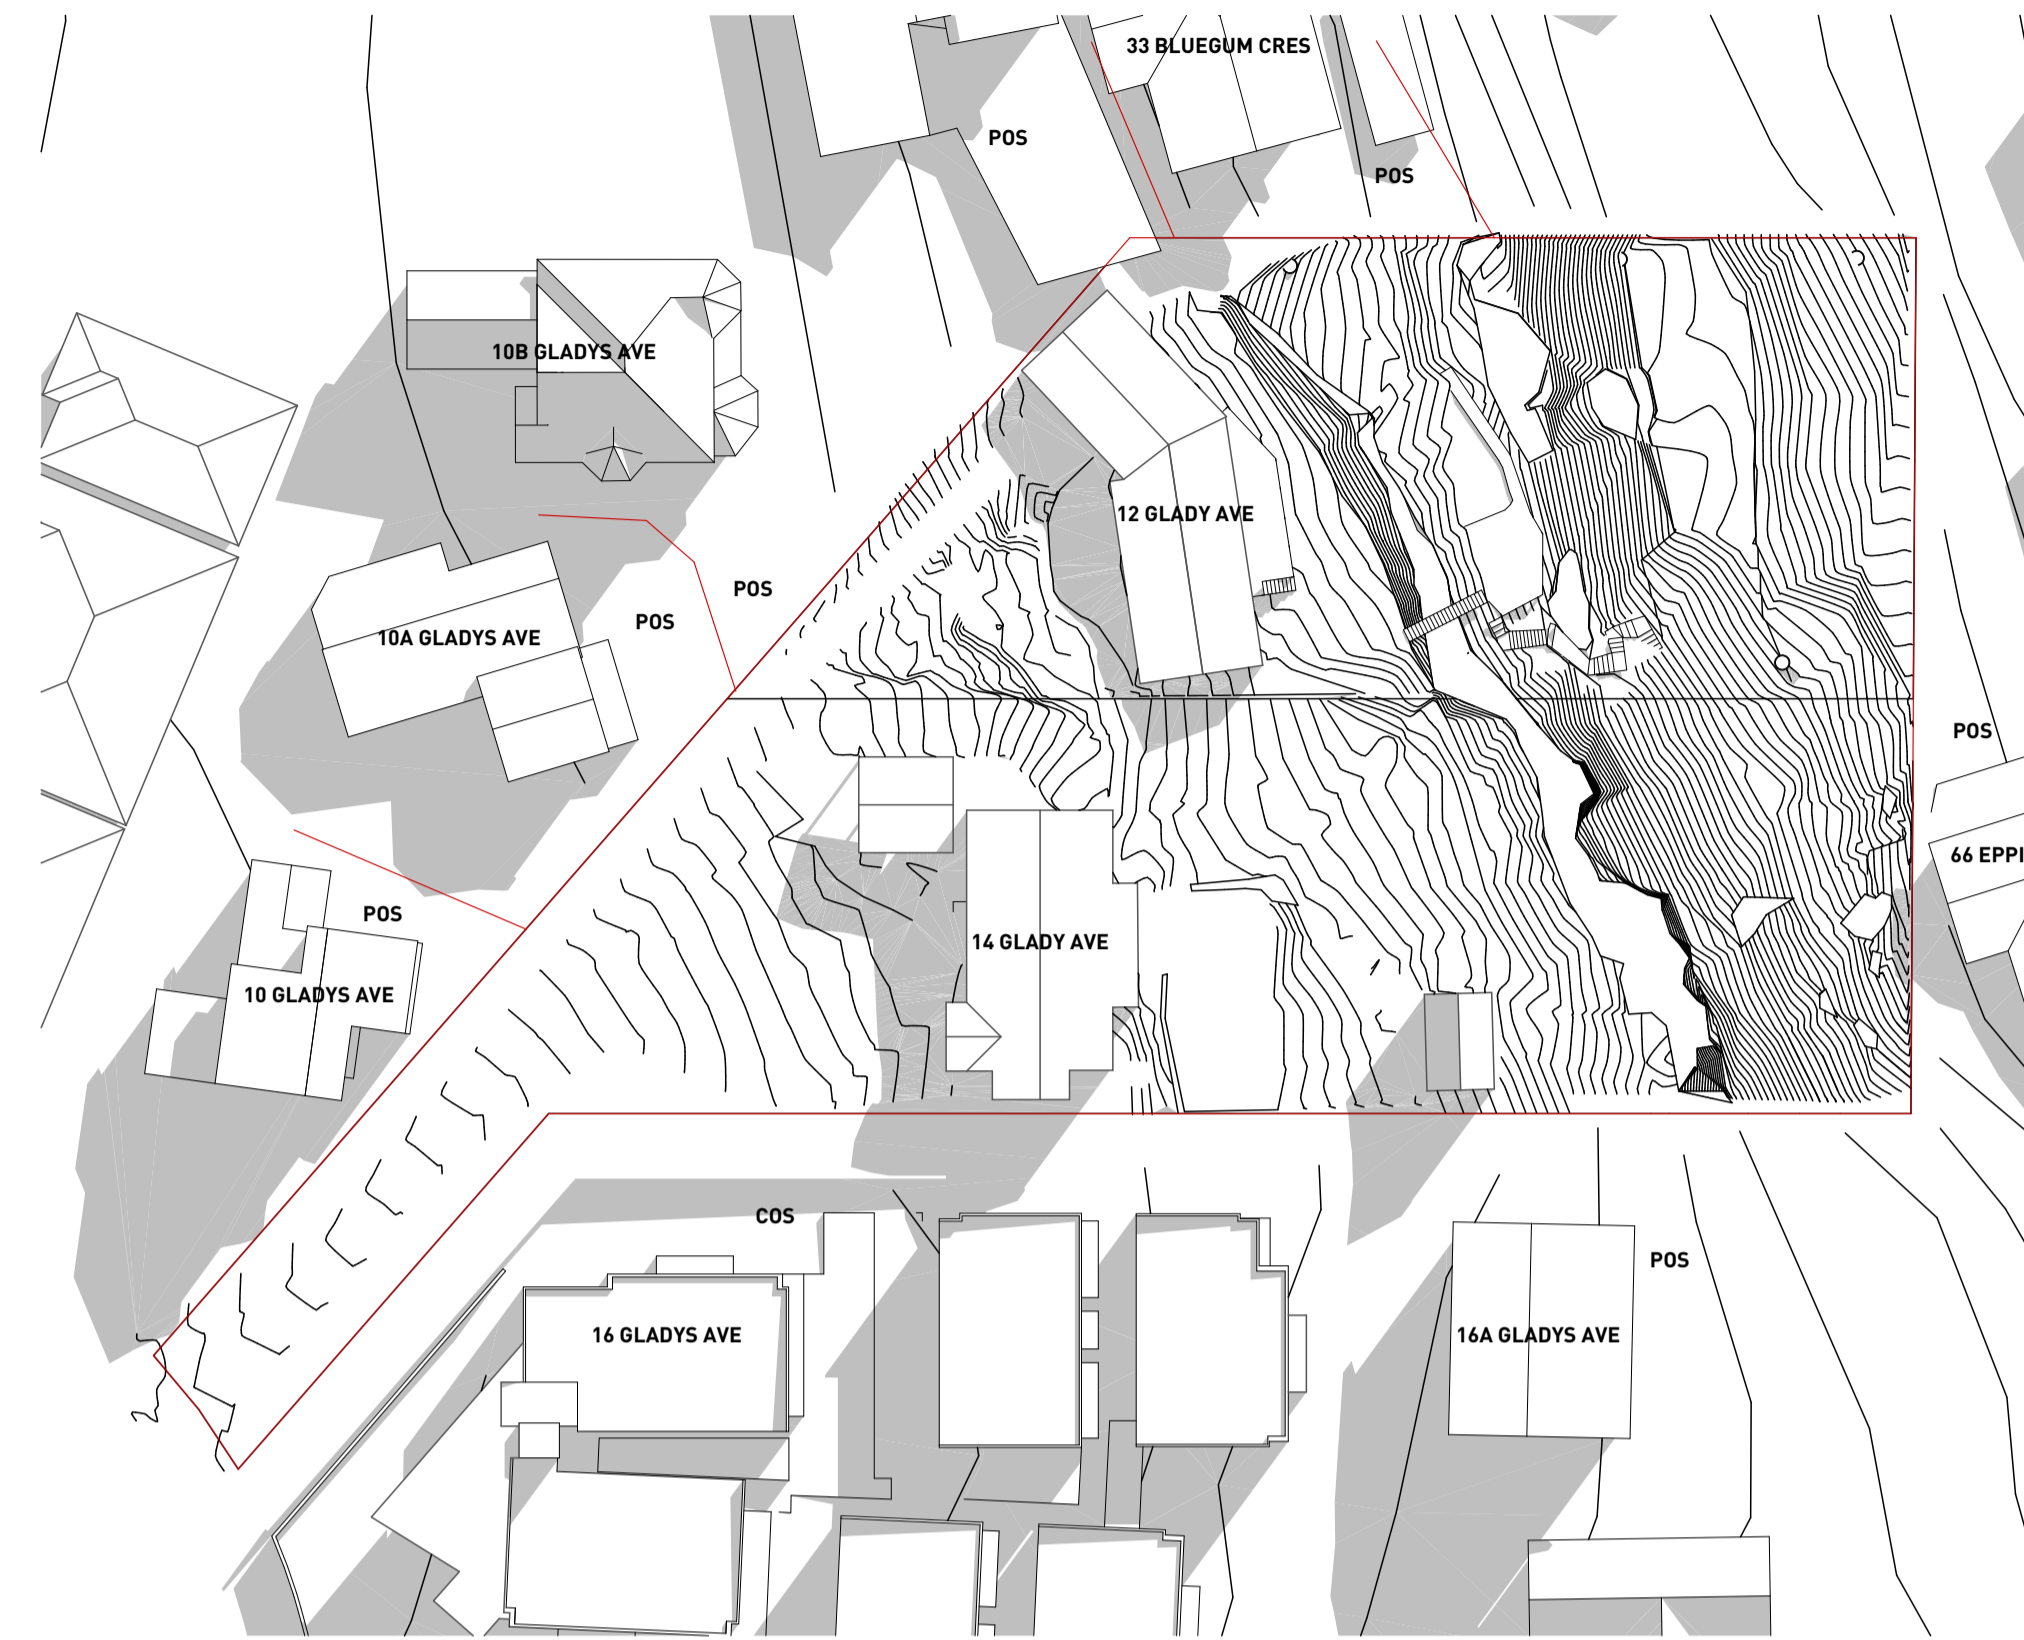 33 BLUEGUM CRES
POS
POS
10B GLADYS AVE
12 GLADY AVE
POS
POS
10A GLADYS AVE
POS
66 EPPI
POS
14 GLADY AVE
10 GLADYS AVE
COS
POS
16 GLADYS AVE
16A GLADYS AVE